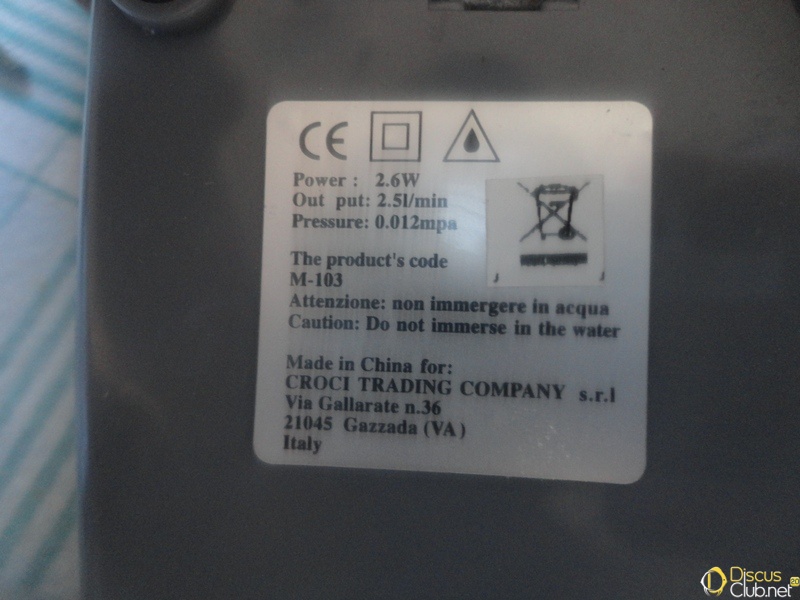 CE
Power : 2.6W
Out put: 2.5l/min
Pressure: 0.012mpa
The product's code
M-103
Attenzione: non immergere in acqua
Caution: Do not immerse in the water
Made in China for:
CROCI TRADING COMPANY s.r.l
Via Gallarate n.36
21045 Gazzada (VA)
Italy
Discus
Club.net